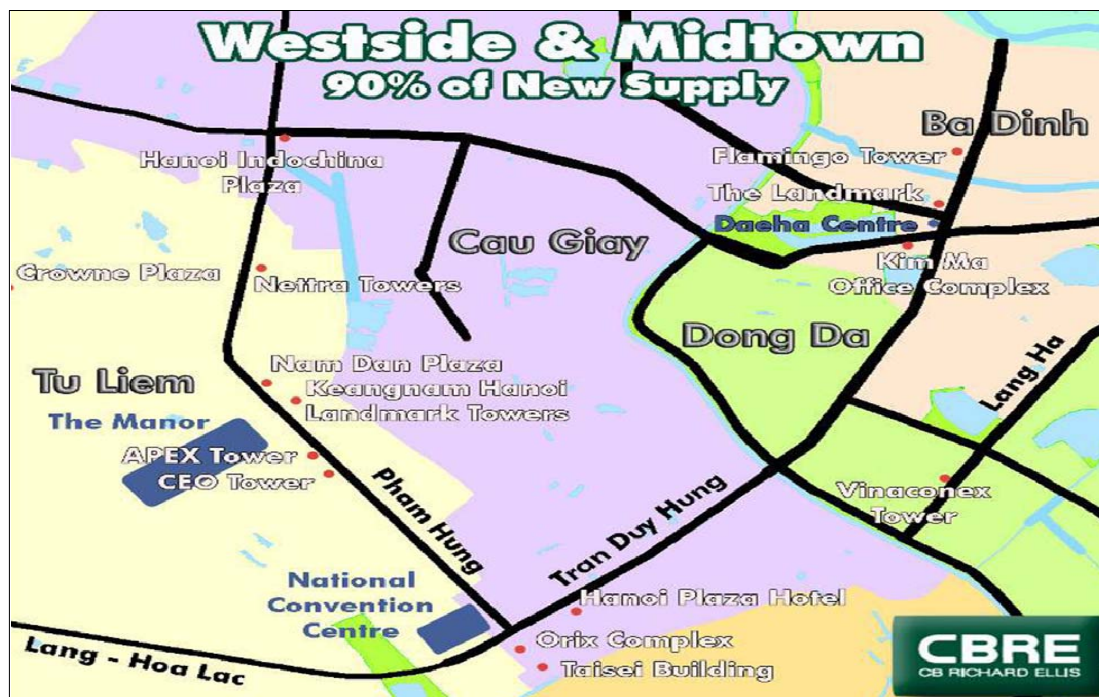 Westside & Midtown
90% of New Supply
Ba Dinh
Hanoi Indochina
Plaza
Flamingo Tower
The Landmark
Daeha Centre
Cau Giay
Crowne Plaza
Nettra Towers
Kim Ma
Office Complex
Dong Da
Lang Ha
Nam Dan Plaza
Keangnam Hanoi
Landmark Towers
Tu Liem
The Manor
APEX Tower
CEO Tower
Pham Hung
Tran Duy Hung
Vinaconex
Tower
National
Convention
Centre
Hanoi Plaza Hotel
Orix Complex
Taisei Building
Lang - Hoa Lac
CBRE
CB RICHARD ELLIS